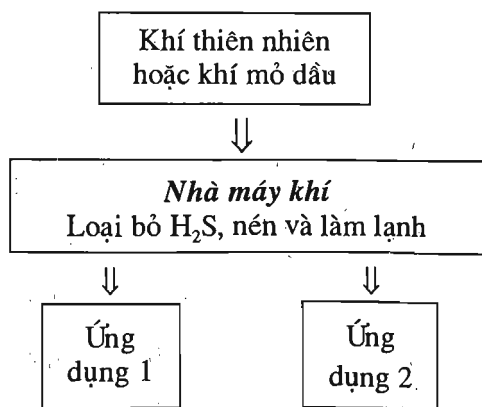 Khí thiên nhiên
hoặc khí mỏ dầu
Nhà máy khí
Loại bỏ H₂S, nén và làm lạnh
Ứng
dụng 1
Ứng
dụng 2